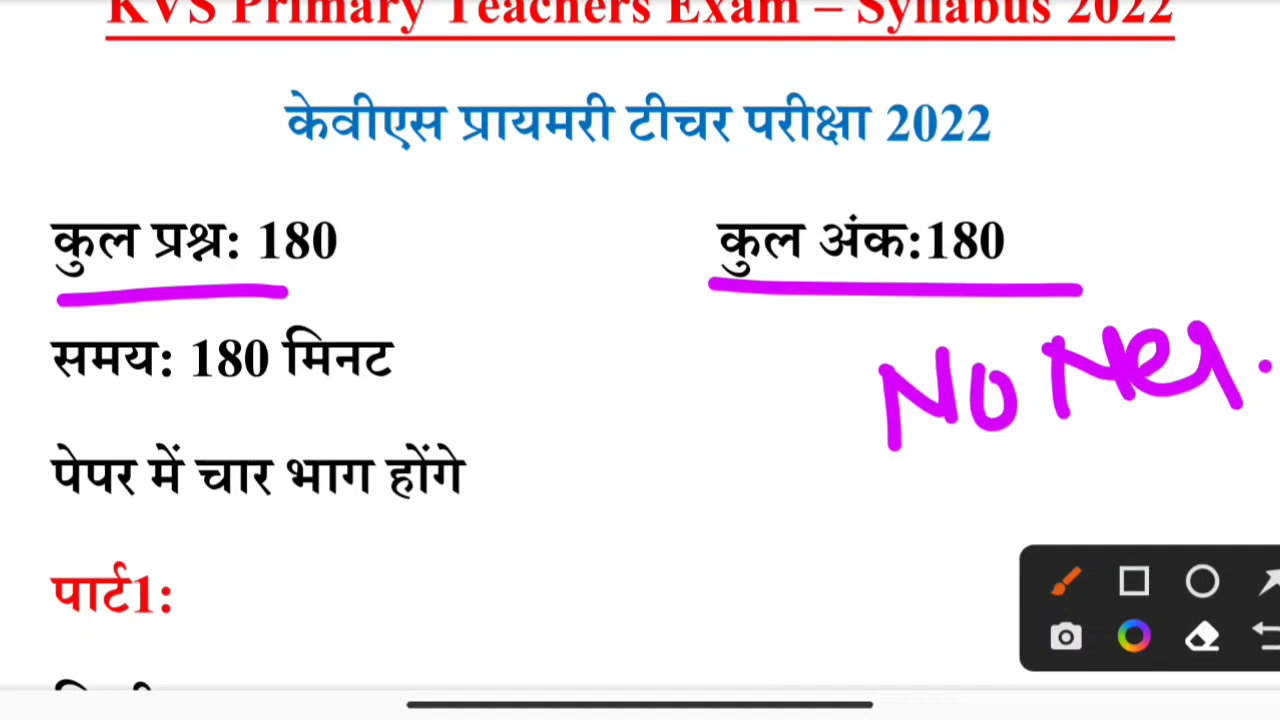 KVS Primary Teachers Exam – Syllabus 2022
केवीएस प्रायमरी टीचर परीक्षा 2022
कुल प्रश्न: 180 कुल अंक:180
समय: 180 मिनट
No Neg.
पेपर में चार भाग होंगे
पार्ट1: